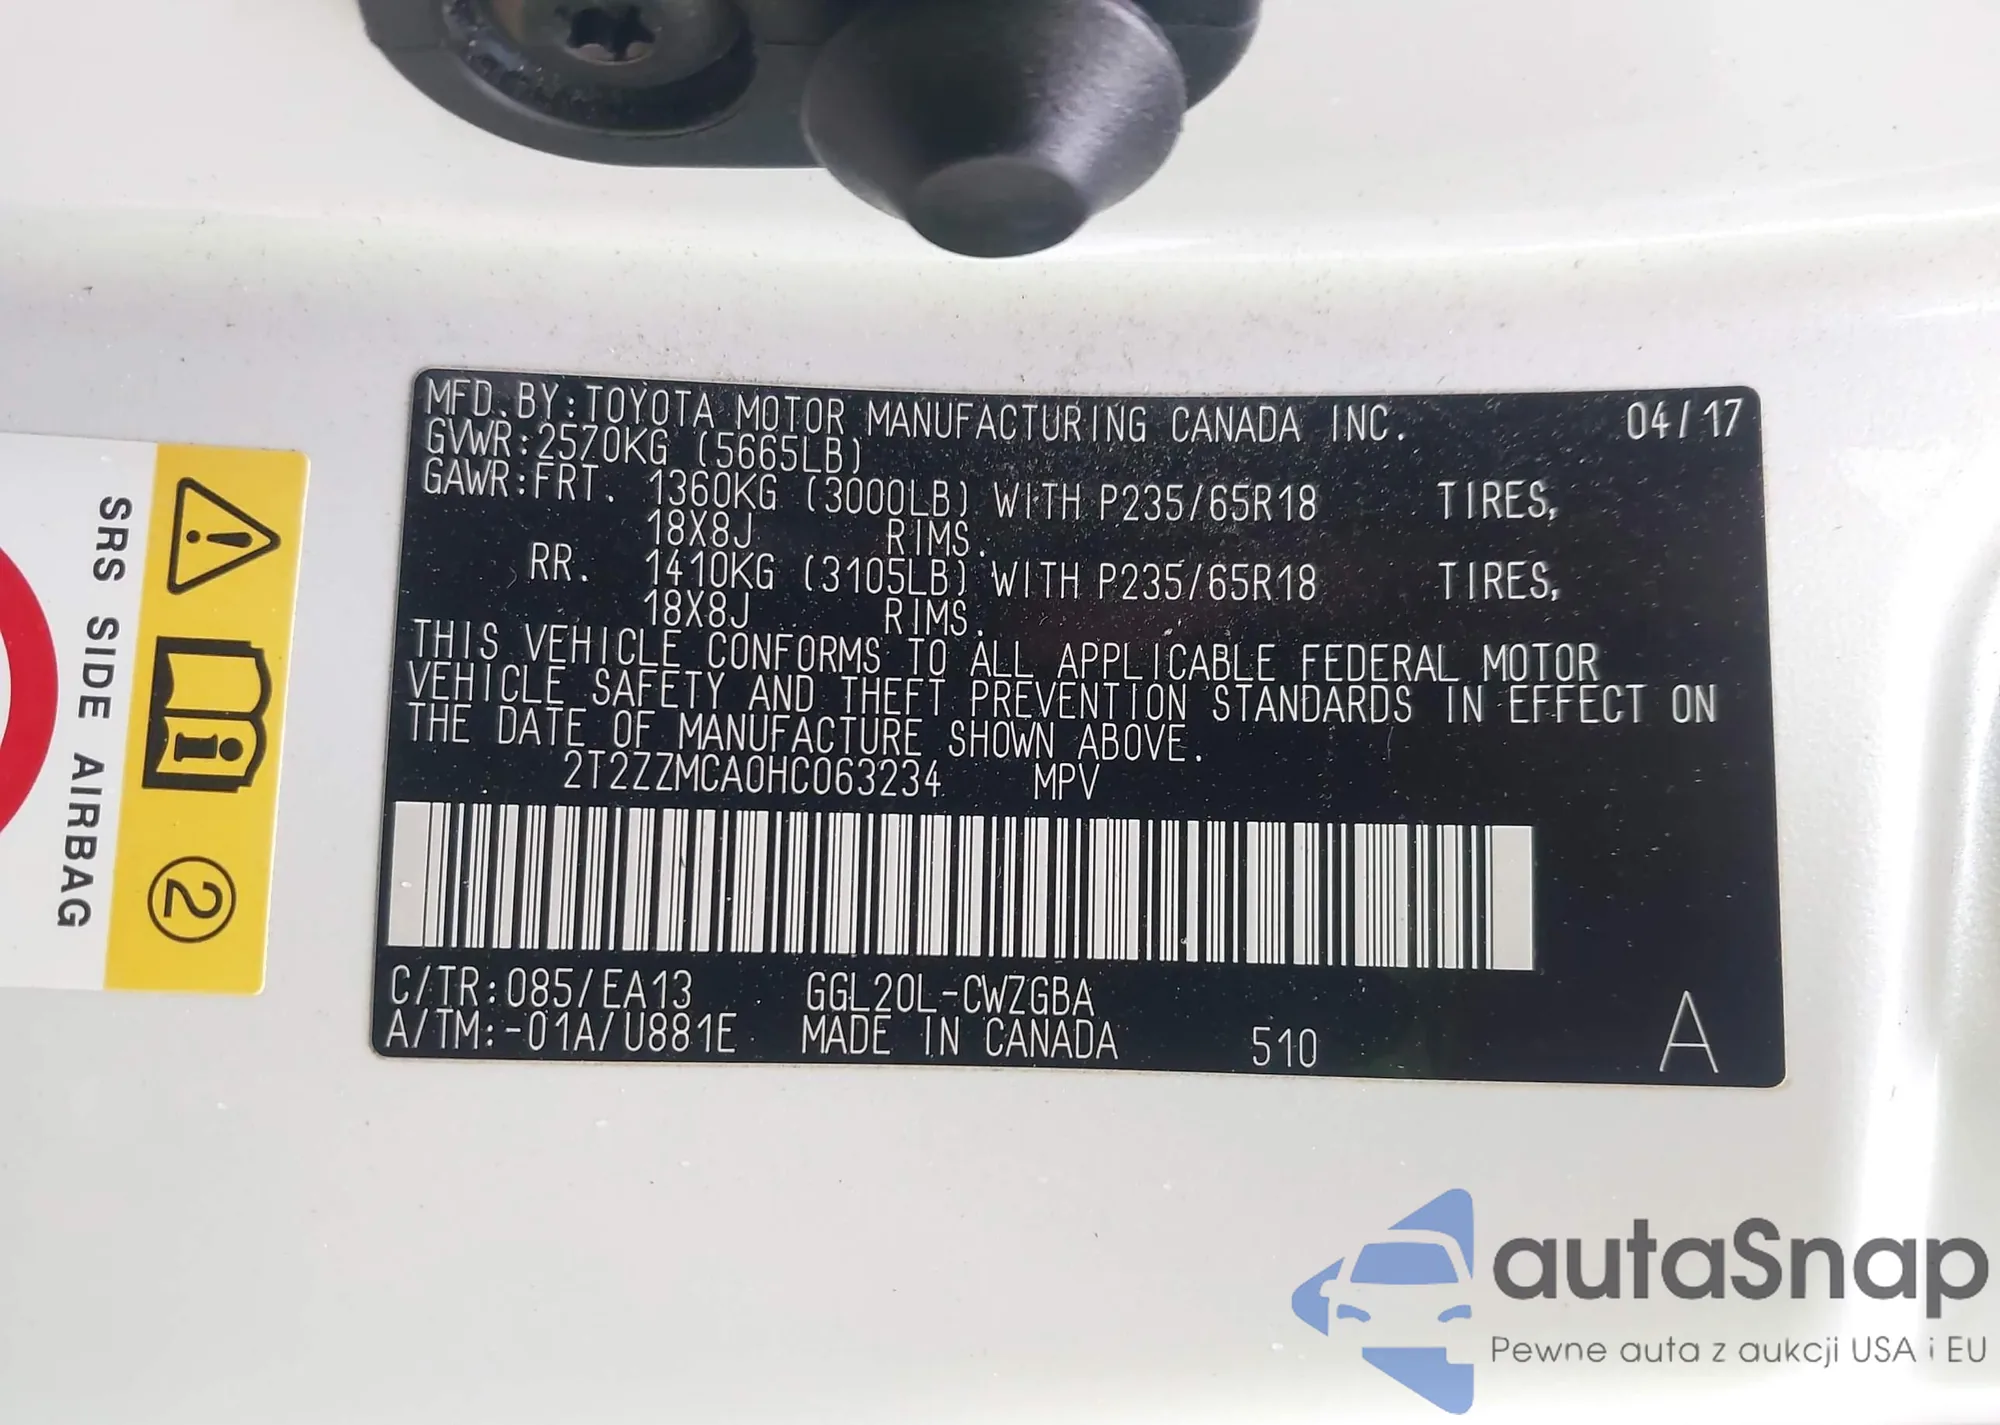 MFD. BY: TOYOTA MOTOR MANUFACTURING CANADA INC. 04/17
GVWR: 2570KG (5665LB)
GAWR: FRT. 1360KG (3000LB) WITH P235/65R18 TIRES,
18X8J RIMS.
RR. 1410KG (3105LB) WITH P235/65R18 TIRES,
18X8J RIMS.
THIS VEHICLE CONFORMS TO ALL APPLICABLE FEDERAL MOTOR
VEHICLE SAFETY AND THEFT PREVENTION STANDARDS IN EFFECT ON
THE DATE OF MANUFACTURE SHOWN ABOVE.
2T2ZZMCA0HC063234 MPV
C/TR: 085/EA13 GGL20L-CWZGBA
A/TM: -01A/U881E MADE IN CANADA 510 A
SRS SIDE AIRBAG
2
autaSnap
Pewne auta z aukcji USA i EU